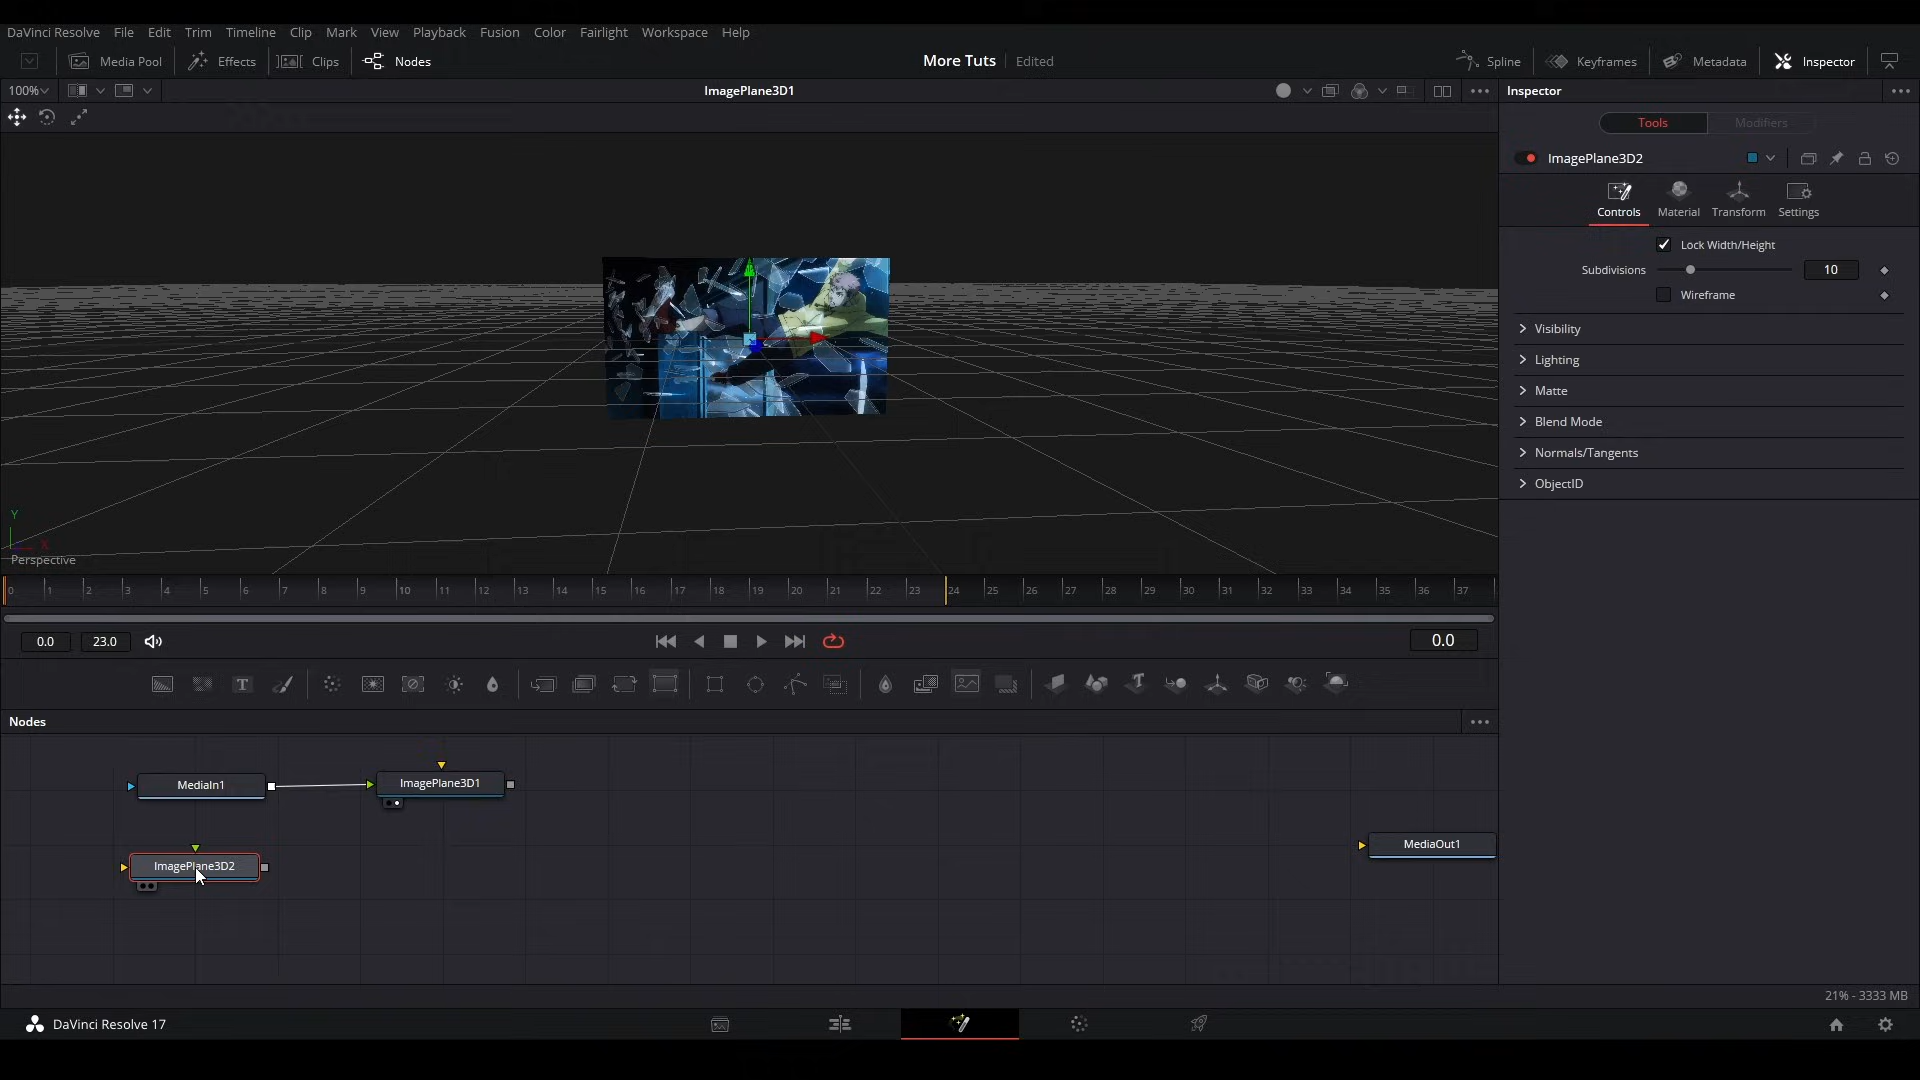 DaVinci Resolve File Edit Trim Timeline Clip Mark View Playback Fusion Color Fairlight Workspace Help
Media Pool Effects Clips Nodes More Tuts Edited Spline Keyframes Metadata Inspector
100% ImagePlane3D1 Inspector
Tools Modifiers
ImagePlane3D2
Controls Material Transform Settings
Lock Width/Height
Subdivisions 10
Wireframe
Visibility
Lighting
Matte
Blend Mode
Normals/Tangents
ObjectID
Y
X
Perspective
0 1 2 3 4 5 6 7 8 9 10 11 12 13 14 15 16 17 18 19 20 21 22 23 24 25 26 27 28 29 30 31 32 33 34 35 36 37
0.0 23.0 0.0
T
Nodes
MediaIn1 ImagePlane3D1
ImagePlane3D2 MediaOut1
21% - 3333 MB
DaVinci Resolve 17